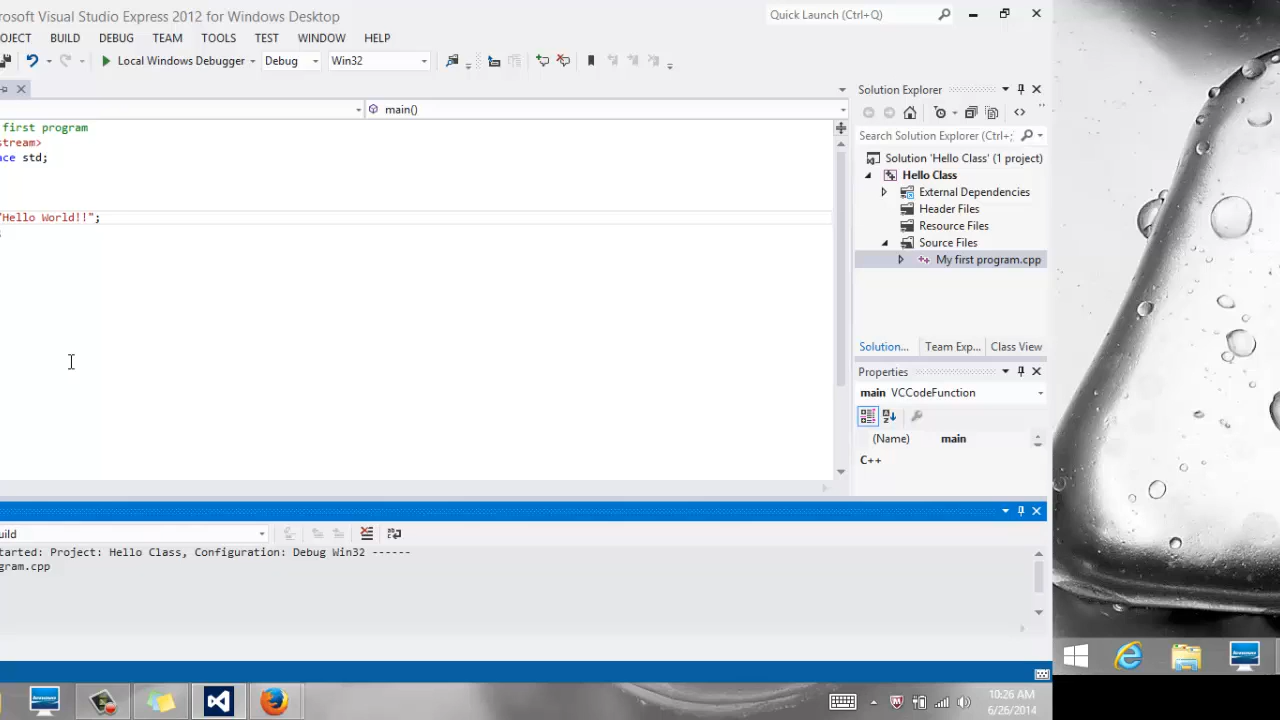 rosoft Visual Studio Express 2012 for Windows Desktop
Quick Launch (Ctrl+Q)
OJECT BUILD DEBUG TEAM TOOLS TEST WINDOW HELP
Local Windows Debugger Debug Win32
Solution Explorer
main()
Search Solution Explorer (Ctrl+;
first program
stream>
ace std;
"Hello World!!";
Solution 'Hello Class' (1 project)
Hello Class
External Dependencies
Header Files
Resource Files
Source Files
My first program.cpp
Solution... Team Exp... Class View
Properties
main VCCodeFunction
(Name) main
C++
uild
tarted: Project: Hello Class, Configuration: Debug Win32 ------
gram.cpp
10:26 AM
6/26/2014